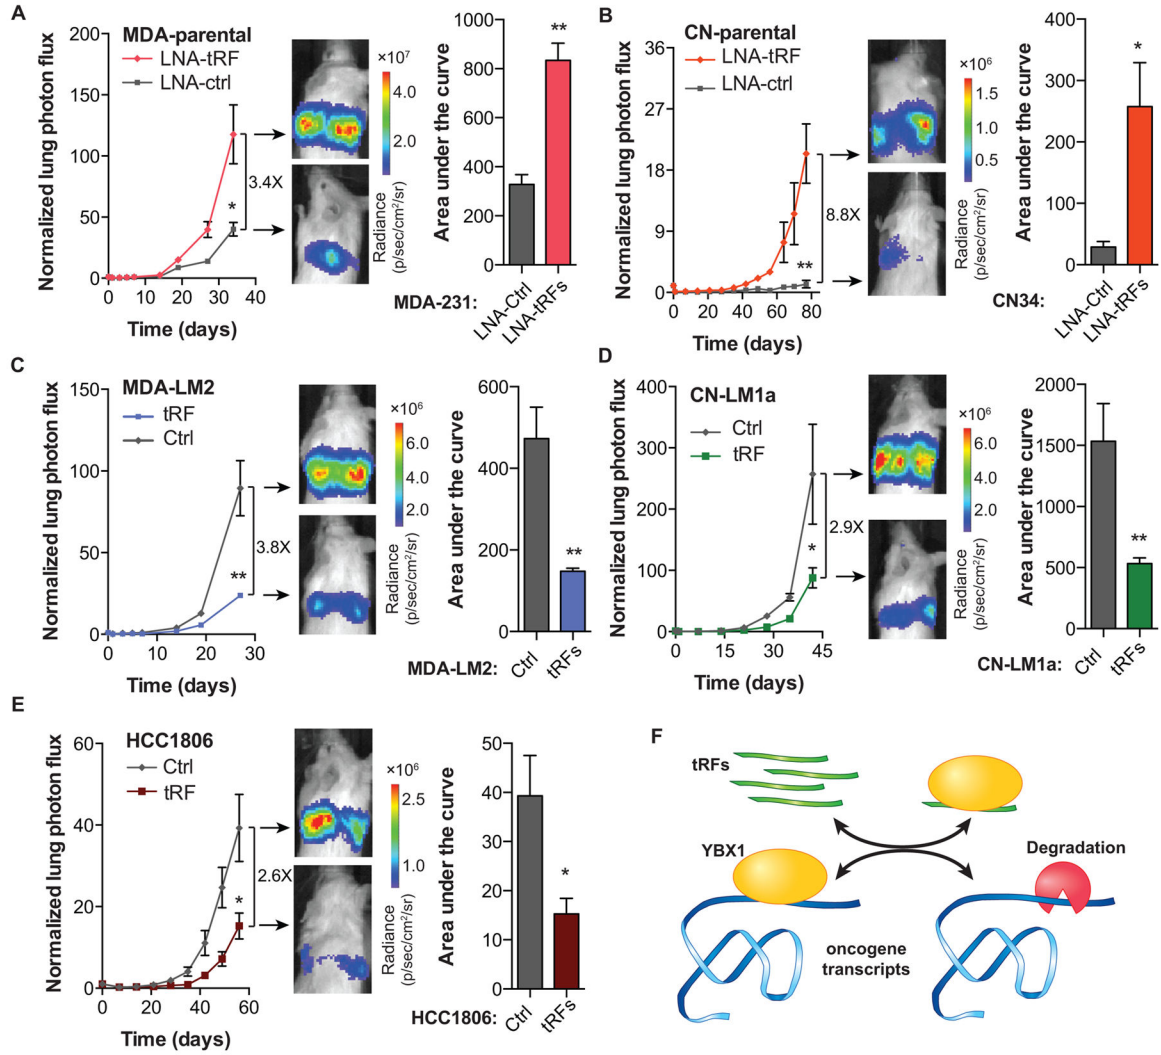 A
MDA-parental
LNA-tRF
LNA-ctrl
Normalized lung photon flux
200
150
100
50
0
0 10 20 30 40
Time (days)
3.4X
*
×10⁷
4.0
2.0
Radiance
(p/sec/cm²/sr)
Area under the curve
1000
800
600
400
200
0
**
MDA-231:
LNA-Ctrl
LNA-tRFs
B
CN-parental
LNA-tRF
LNA-ctrl
Normalized lung photon flux
36
27
18
9
0
0 20 40 60 80
Time (days)
8.8X
**
×10⁶
1.5
1.0
0.5
Radiance
(p/sec/cm²/sr)
Area under the curve
400
300
200
100
0
*
CN34:
LNA-Ctrl
LNA-tRFs
C
MDA-LM2
tRF
Ctrl
Normalized lung photon flux
150
100
50
0
0 10 20 30
Time (days)
3.8X
**
×10⁶
6.0
4.0
2.0
Radiance
(p/sec/cm²/sr)
Area under the curve
600
400
200
0
**
MDA-LM2:
Ctrl
tRFs
D
CN-LM1a
Ctrl
tRF
Normalized lung photon flux
400
300
200
100
0
0 15 30 45
Time (days)
2.9X
*
×10⁶
6.0
4.0
2.0
Radiance
(p/sec/cm²/sr)
Area under the curve
2000
1500
1000
500
0
**
CN-LM1a:
Ctrl
tRFs
E
HCC1806
Ctrl
tRF
Normalized lung photon flux
60
40
20
0
0 20 40 60
Time (days)
2.6X
*
×10⁶
2.5
1.0
Radiance
(p/sec/cm²/sr)
Area under the curve
50
40
30
20
10
0
*
HCC1806:
Ctrl
tRFs
F
tRFs
YBX1
Degradation
oncogene
transcripts